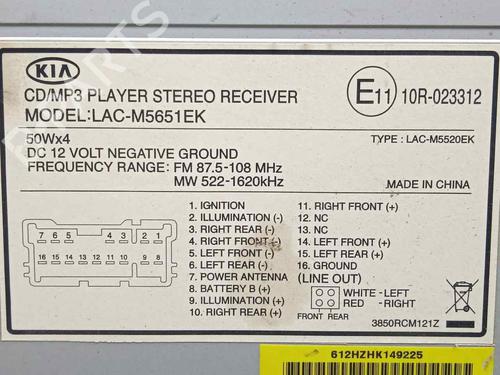 KIA
CD/MP3 PLAYER STEREO RECEIVER
MODEL:LAC-M5651EK
E11 10R-023312
50Wx4
TYPE : LAC-M5520EK
DC 12 VOLT NEGATIVE GROUND
FREQUENCY RANGE: FM 87.5-108 MHz
MW 522-1620kHz
MADE IN CHINA
7 6 5 4 3 2 1
16 15 14 13 12 11 10 9 8
1. IGNITION
2. ILLUMINATION (-)
3. RIGHT REAR (-)
4. RIGHT FRONT (-)
5. LEFT FRONT (-)
6. LEFT REAR (-)
7. POWER ANTENNA
8. BATTERY B (+)
9. ILLUMINATION (+)
10. RIGHT REAR (+)
11. RIGHT FRONT (+)
12. NC
13. NC
14. LEFT FRONT (+)
15. LEFT REAR (+)
16. GROUND
(LINE OUT)
WHITE - LEFT
RED - RIGHT
FRONT REAR
3850RCM121Z
612HZHK149225